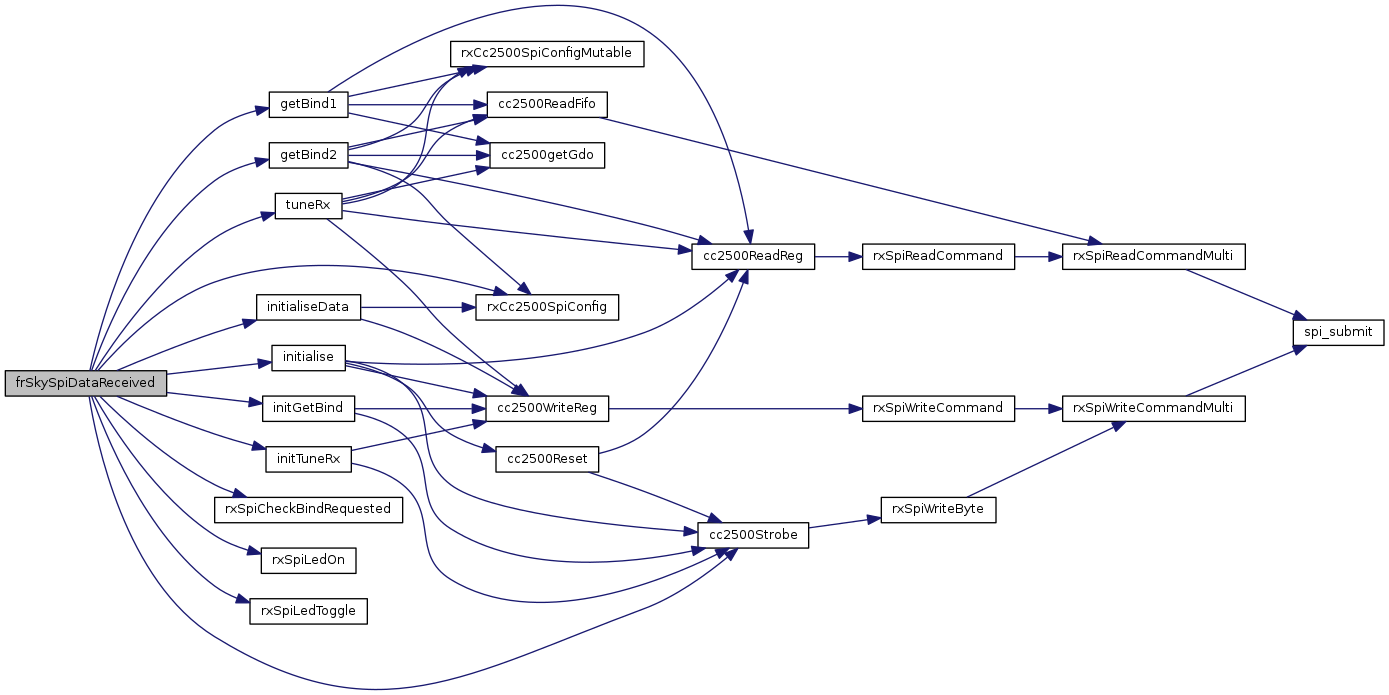 rxCc2500SpiConfigMutable
getBind1
cc2500ReadFifo
getBind2
cc2500getGdo
tuneRx
cc2500ReadReg
rxSpiReadCommand
rxSpiReadCommandMulti
initialiseData
rxCc2500SpiConfig
spi_submit
initialise
frSkySpiDataReceived
initGetBind
cc2500WriteReg
rxSpiWriteCommand
rxSpiWriteCommandMulti
initTuneRx
cc2500Reset
rxSpiCheckBindRequested
rxSpiWriteByte
cc2500Strobe
rxSpiLedOn
rxSpiLedToggle